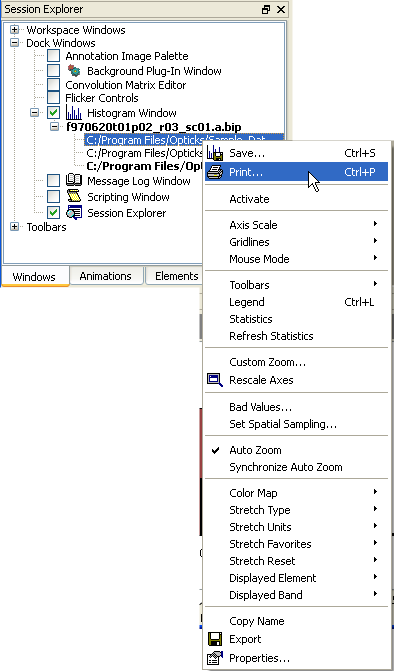 Session Explorer
Workspace Windows
Dock Windows
Annotation Image Palette
Background Plug-In Window
Convolution Matrix Editor
Flicker Controls
Histogram Window
f970620t01p02_r03_sc01.a.bip
C:/Program Files/Opticks/Sample_Dat
C:/Program Files/Op
C:/Program Files/Opt
Message Log Window
Scripting Window
Session Explorer
Toolbars
Windows
Animations
Elements
Save... Ctrl+S
Print... Ctrl+P
Activate
Axis Scale
Gridlines
Mouse Mode
Toolbars
Legend Ctrl+L
Statistics
Refresh Statistics
Custom Zoom...
Rescale Axes
Bad Values...
Set Spatial Sampling...
Auto Zoom
Synchronize Auto Zoom
Color Map
Stretch Type
Stretch Units
Stretch Favorites
Stretch Reset
Displayed Element
Displayed Band
Copy Name
Export
Properties...